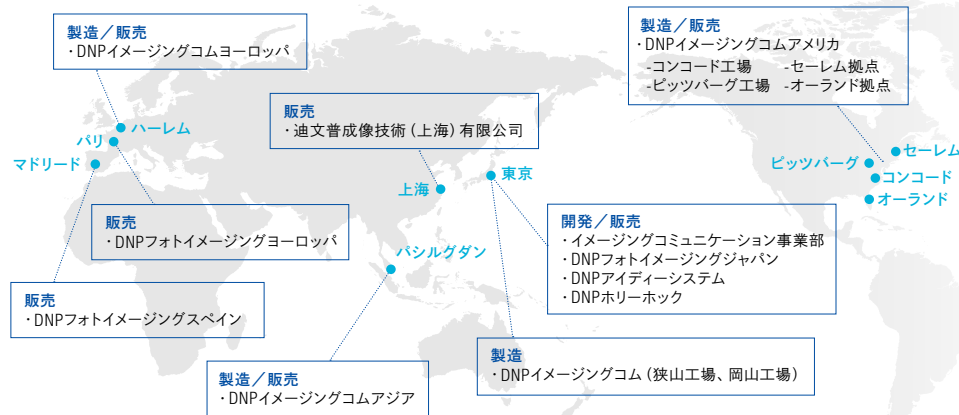 製造／販売
・DNPイメージングコムヨーロッパ
製造／販売
・DNPイメージングコムアメリカ
-コンコード工場　-セーレム拠点
-ピッツバーグ工場　-オーランド拠点
販売
・迪文普成像技術（上海）有限公司
ハーレム
パリ
マドリード
上海
東京
ピッツバーグ
セーレム
コンコード
オーランド
販売
・DNPフォトイメージングヨーロッパ
パシルグダン
開発／販売
・イメージングコミュニケーション事業部
・DNPフォトイメージングジャパン
・DNPアイディーシステム
・DNPホリーホック
販売
・DNPフォトイメージングスペイン
製造／販売
・DNPイメージングコムアジア
製造
・DNPイメージングコム（狭山工場、岡山工場）